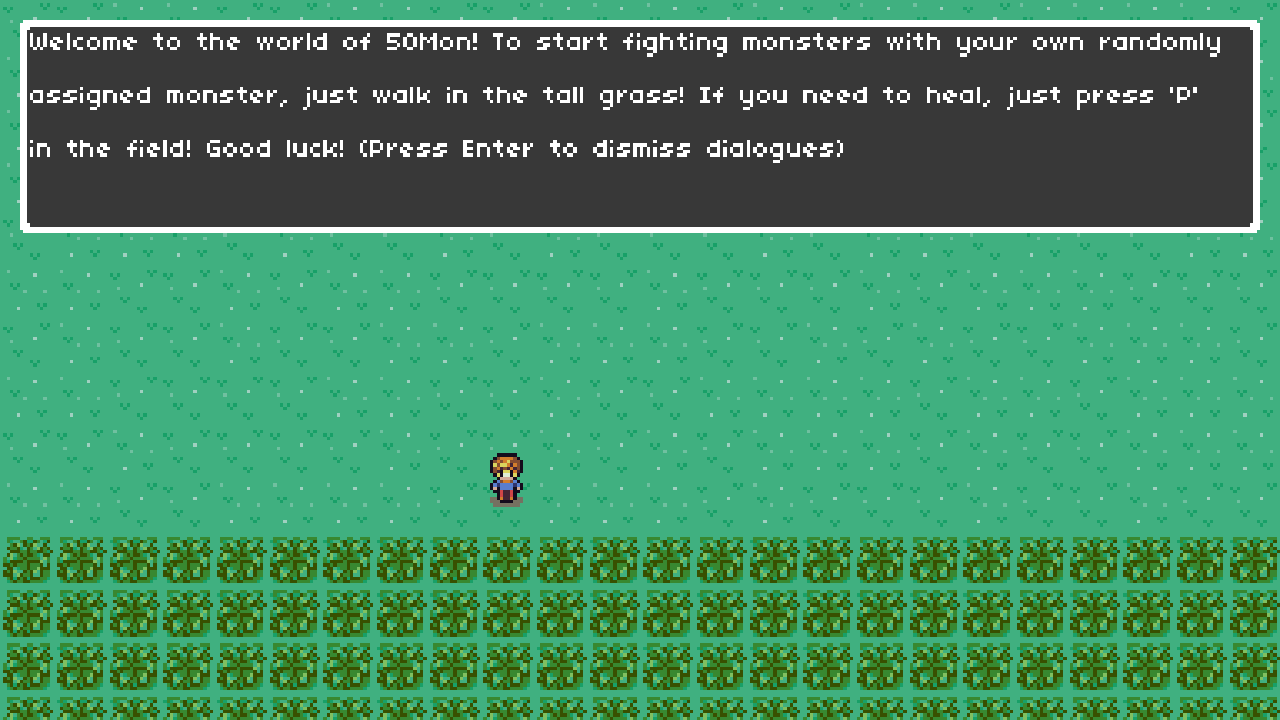 Welcome to the world of 50Mon! To start fighting monsters with your own randomly
assigned monster, just walk in the tall grass! If you need to heal, just press 'P'
in the field! Good luck! (Press Enter to dismiss dialogues)